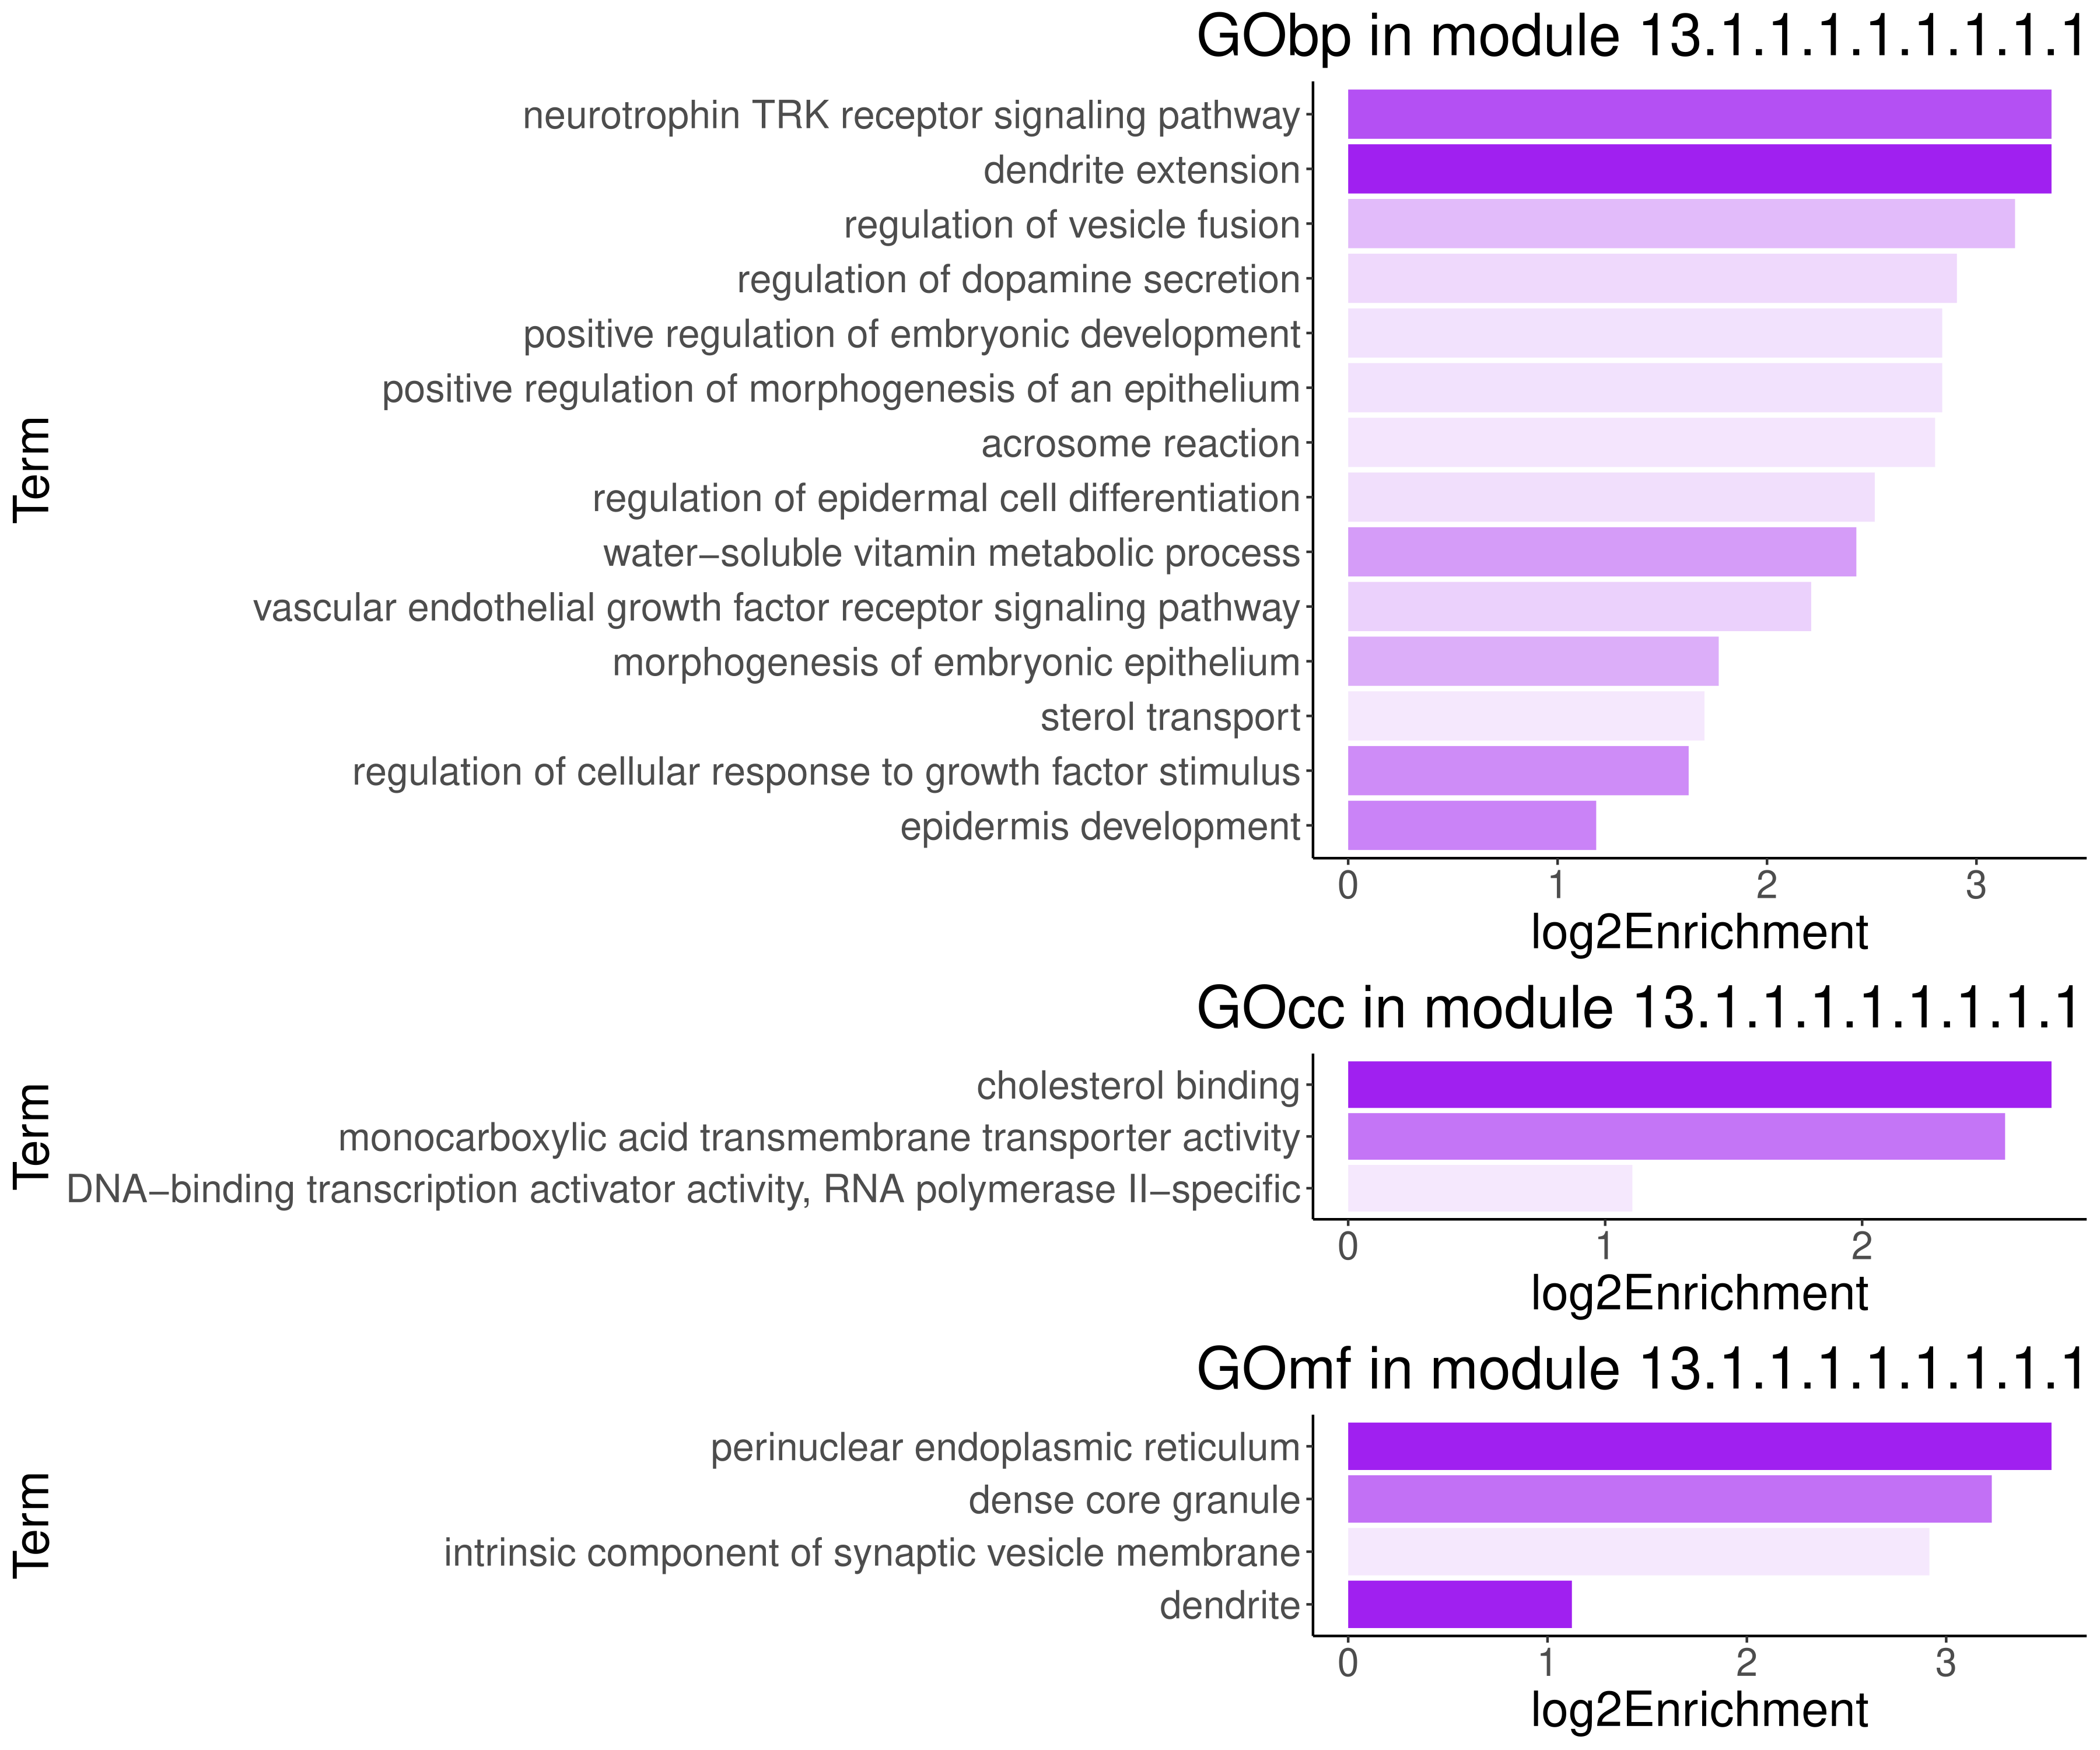 GObp in module 13.1.1.1.1.1.1.1.1
Term
neurotrophin TRK receptor signaling pathway
dendrite extension
regulation of vesicle fusion
regulation of dopamine secretion
positive regulation of embryonic development
positive regulation of morphogenesis of an epithelium
acrosome reaction
regulation of epidermal cell differentiation
water−soluble vitamin metabolic process
vascular endothelial growth factor receptor signaling pathway
morphogenesis of embryonic epithelium
sterol transport
regulation of cellular response to growth factor stimulus
epidermis development
0 1 2 3
log2Enrichment
GOcc in module 13.1.1.1.1.1.1.1.1
Term
cholesterol binding
monocarboxylic acid transmembrane transporter activity
DNA−binding transcription activator activity, RNA polymerase II−specific
0 1 2
log2Enrichment
GOmf in module 13.1.1.1.1.1.1.1.1
Term
perinuclear endoplasmic reticulum
dense core granule
intrinsic component of synaptic vesicle membrane
dendrite
0 1 2 3
log2Enrichment